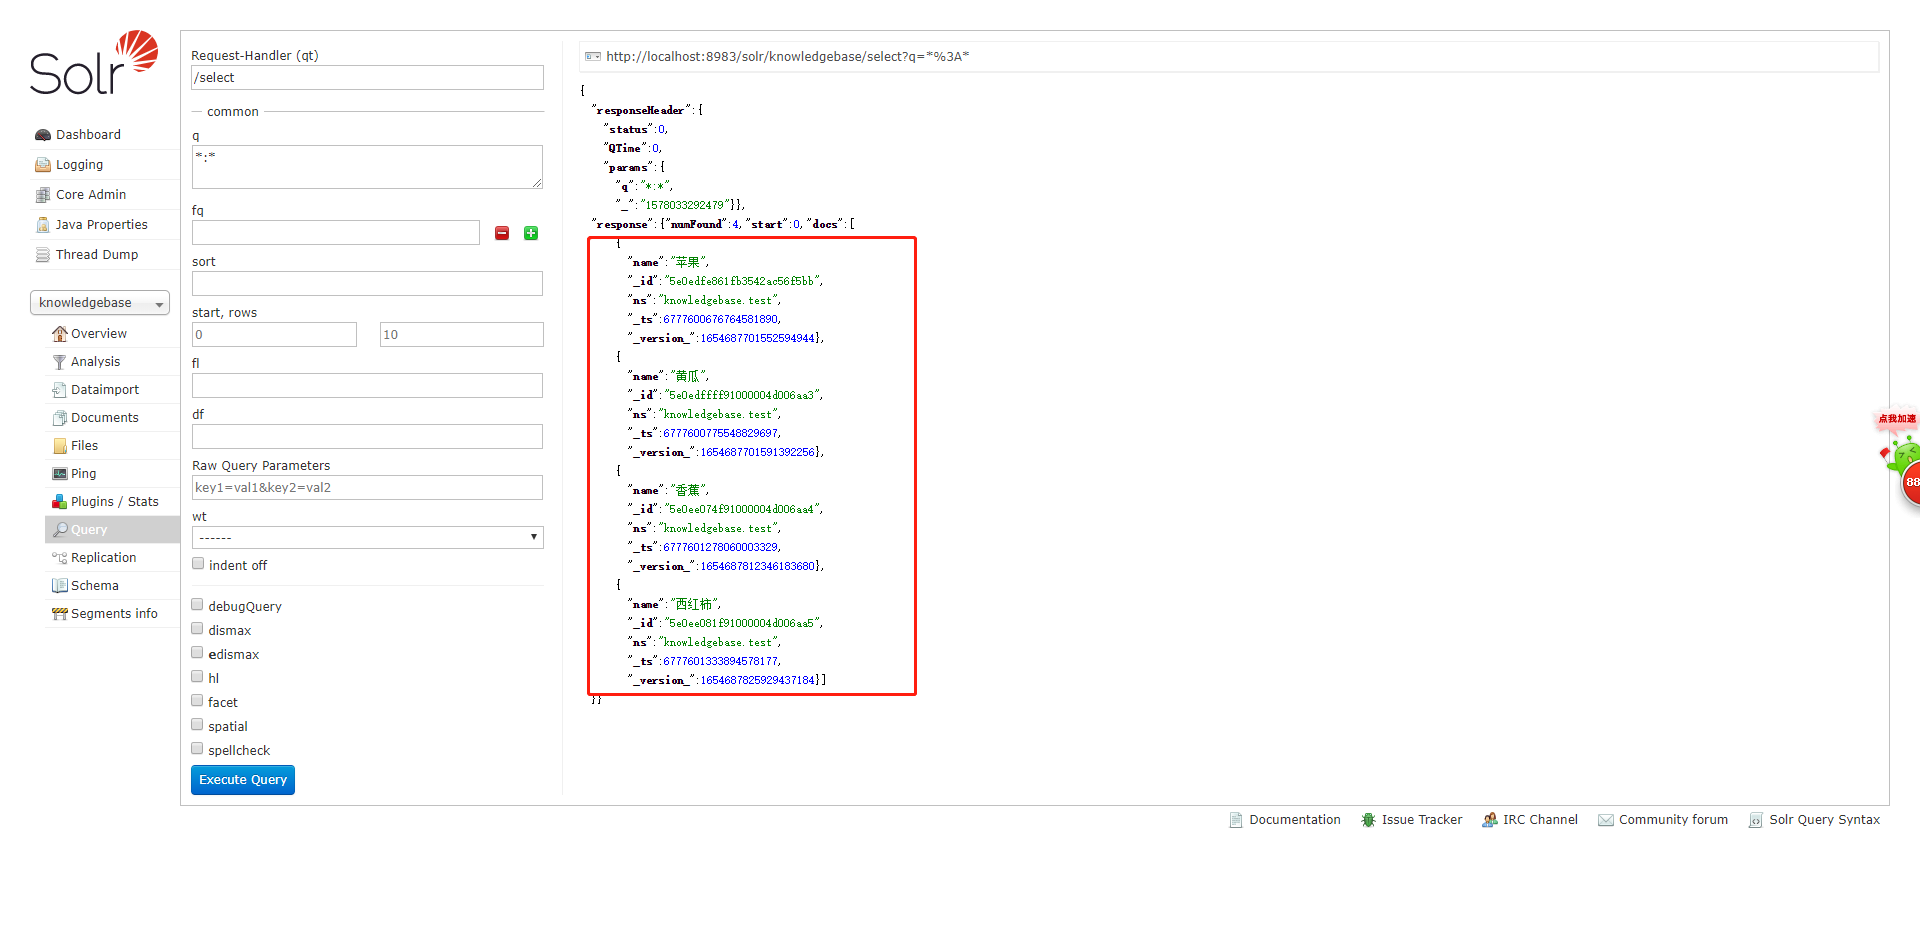 Solr
Dashboard
Logging
Core Admin
Java Properties
Thread Dump
knowledgebase
Overview
Analysis
Dataimport
Documents
Files
Ping
Plugins / Stats
Query
Replication
Schema
Segments info
Request-Handler (qt)
/select
common
q
*:*
fq
sort
start, rows
0
10
fl
df
Raw Query Parameters
key1=val1&key2=val2
wt
------
indent off
debugQuery
dismax
edismax
hl
facet
spatial
spellcheck
Execute Query
http://localhost:8983/solr/knowledgebase/select?q=*%3A*
{
"responseHeader":{
"status":0,
"QTime":0,
"params":{
"q":"*:*",
"_":"1578033292479"}},
"response":{"numFound":4,"start":0,"docs":[
{
"name":"苹果",
"_id":"5e0edfe861fb3542ac56f5bb",
"ns":"knowledgebase.test",
"_ts":6777600676764581890,
"_version_":1654687701552594944},
{
"name":"黄瓜",
"_id":"5e0edffff91000004d006aa3",
"ns":"knowledgebase.test",
"_ts":6777600775548829697,
"_version_":1654687701591392256},
{
"name":"香蕉",
"_id":"5e0ee074f91000004d006aa4",
"ns":"knowledgebase.test",
"_ts":6777601278060003329,
"_version_":1654687812346183680},
{
"name":"西红柿",
"_id":"5e0ee081f91000004d006aa5",
"ns":"knowledgebase.test",
"_ts":6777601333894578177,
"_version_":1654687825929437184}]
}}
点我加速
88
Documentation
Issue Tracker
IRC Channel
Community forum
Solr Query Syntax